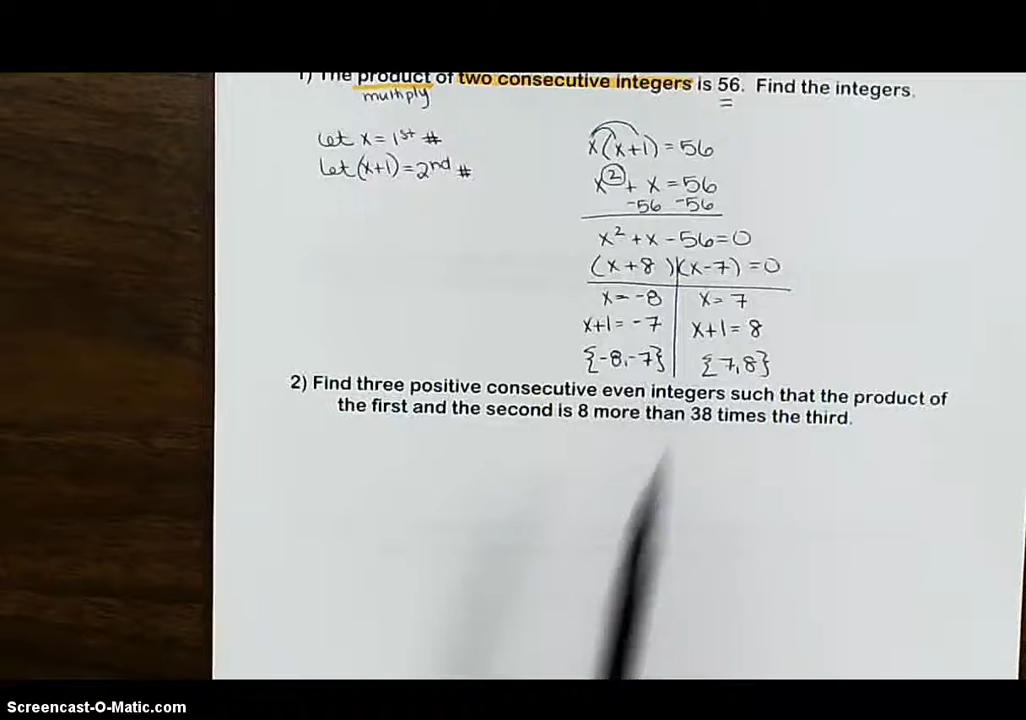 1) The product of two consecutive integers is 56. Find the integers.
multiply
Let x = 1st #
Let (x+1) = 2nd #
x(x+1) = 56
x² + x = 56
-56 -56
x² + x - 56 = 0
(x+8)(x-7) = 0
x = -8 x = 7
x+1 = -7 x+1 = 8
{-8,-7} {7,8}
2) Find three positive consecutive even integers such that the product of
the first and the second is 8 more than 38 times the third.
Screencast-O-Matic.com